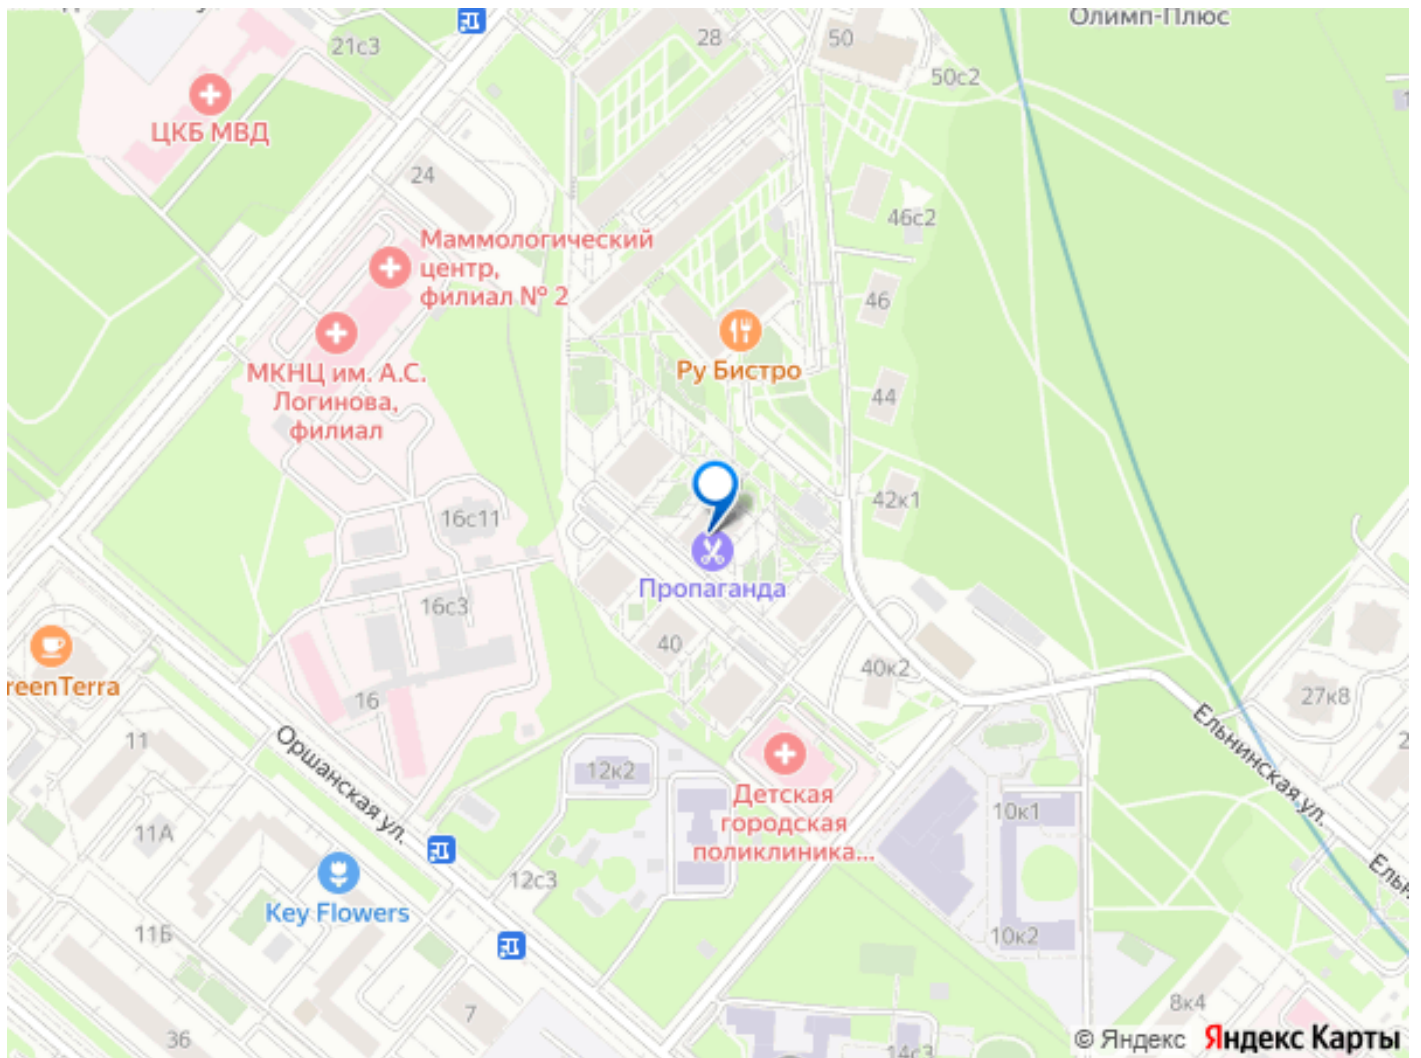 Олимп-Плюс
28
50
21с3
50с2
ЦКБ МВД
24
46с2
Маммологический
центр,
филиал № 2
46
МКНЦ им. А.С.
Логинова,
филиал
Ру Бистро
44
42к1
16с11
Пропаганда
16с3
40
40к2
reenTerra
16
27к8
11
Оршанская ул.
Ельнинская ул.
12к2
Детская
городская
поликлиника...
10к1
11А
12с3
Key Flowers
11Б
10к2
7
8к4
36
14с3
© Яндекс Яндекс Карты